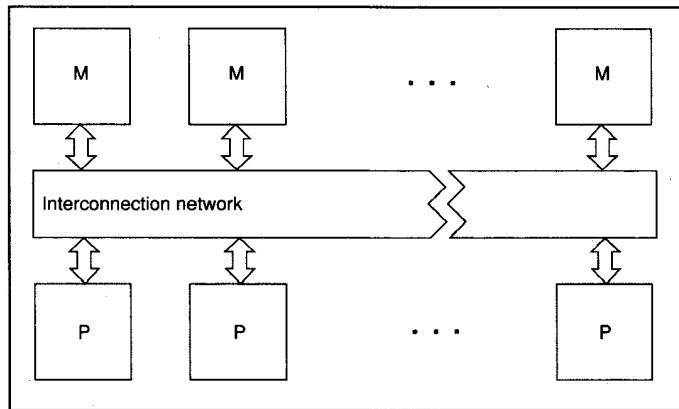 M M . . . M
Interconnection network
P P . . . P